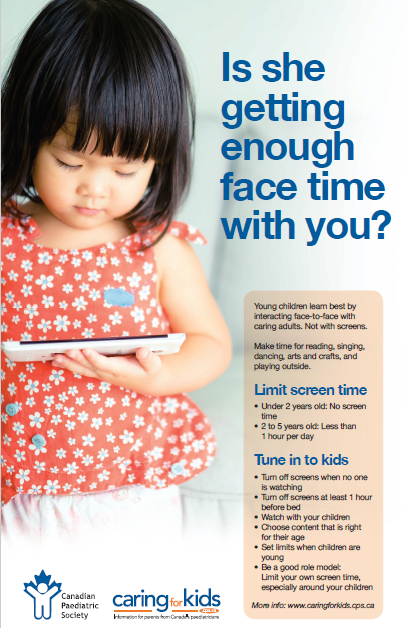 Is she
getting
enough
face time
with you?
Young children learn best by
interacting face-to-face with
caring adults. Not with screens.
Make time for reading, singing,
dancing, arts and crafts, and
playing outside.
Limit screen time
• Under 2 years old: No screen
time
• 2 to 5 years old: Less than
1 hour per day
Tune in to kids
• Turn off screens when no one
is watching
• Turn off screens at least 1 hour
before bed
• Watch with your children
• Choose content that is right
for their age
• Set limits when children are
young
• Be a good role model:
Limit your own screen time,
especially around your children
More info: www.caringforkids.cps.ca
Canadian
Paediatric
Society
caring for kids
Information for parents from Canada's paediatricians